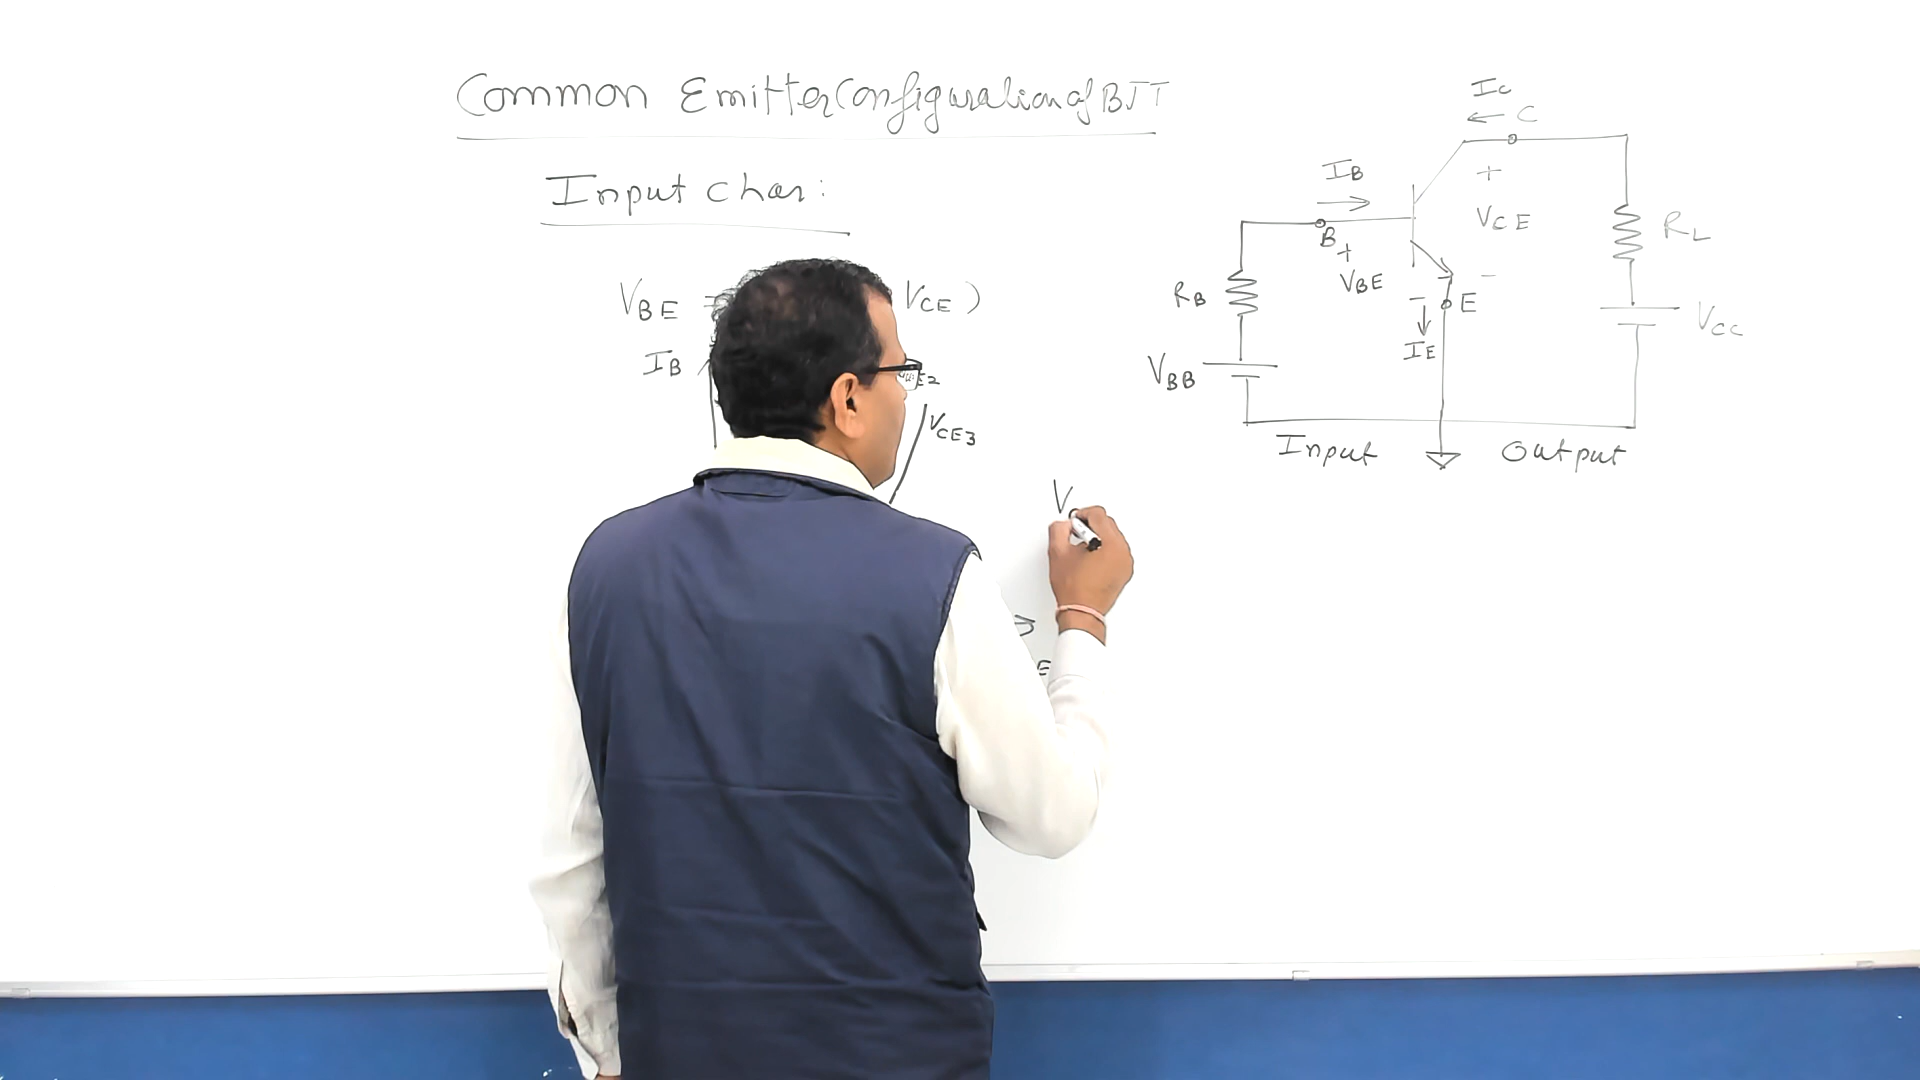 Common Emitter Configuration of BJT
Input char:
VBE = VCE)
IB
E2
VCE3
V
E
IC
C
IB
B
+
VBE
-
+
VCE
-
E
IE
RB
VBB
RL
VCC
Input
Output